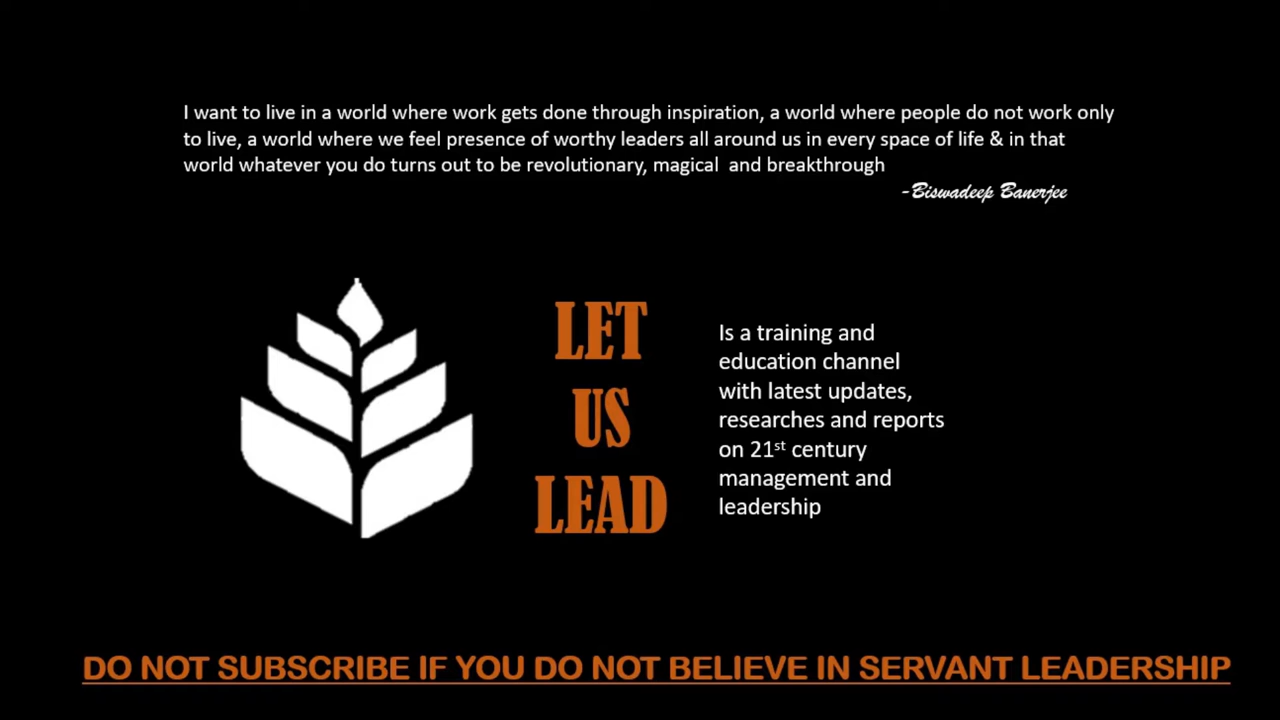 I want to live in a world where work gets done through inspiration, a world where people do not work only
to live, a world where we feel presence of worthy leaders all around us in every space of life & in that
world whatever you do turns out to be revolutionary, magical and breakthrough
-Biswadeep Banerjee
LET
US
LEAD
Is a training and
education channel
with latest updates,
researches and reports
on 21st century
management and
leadership
DO NOT SUBSCRIBE IF YOU DO NOT BELIEVE IN SERVANT LEADERSHIP